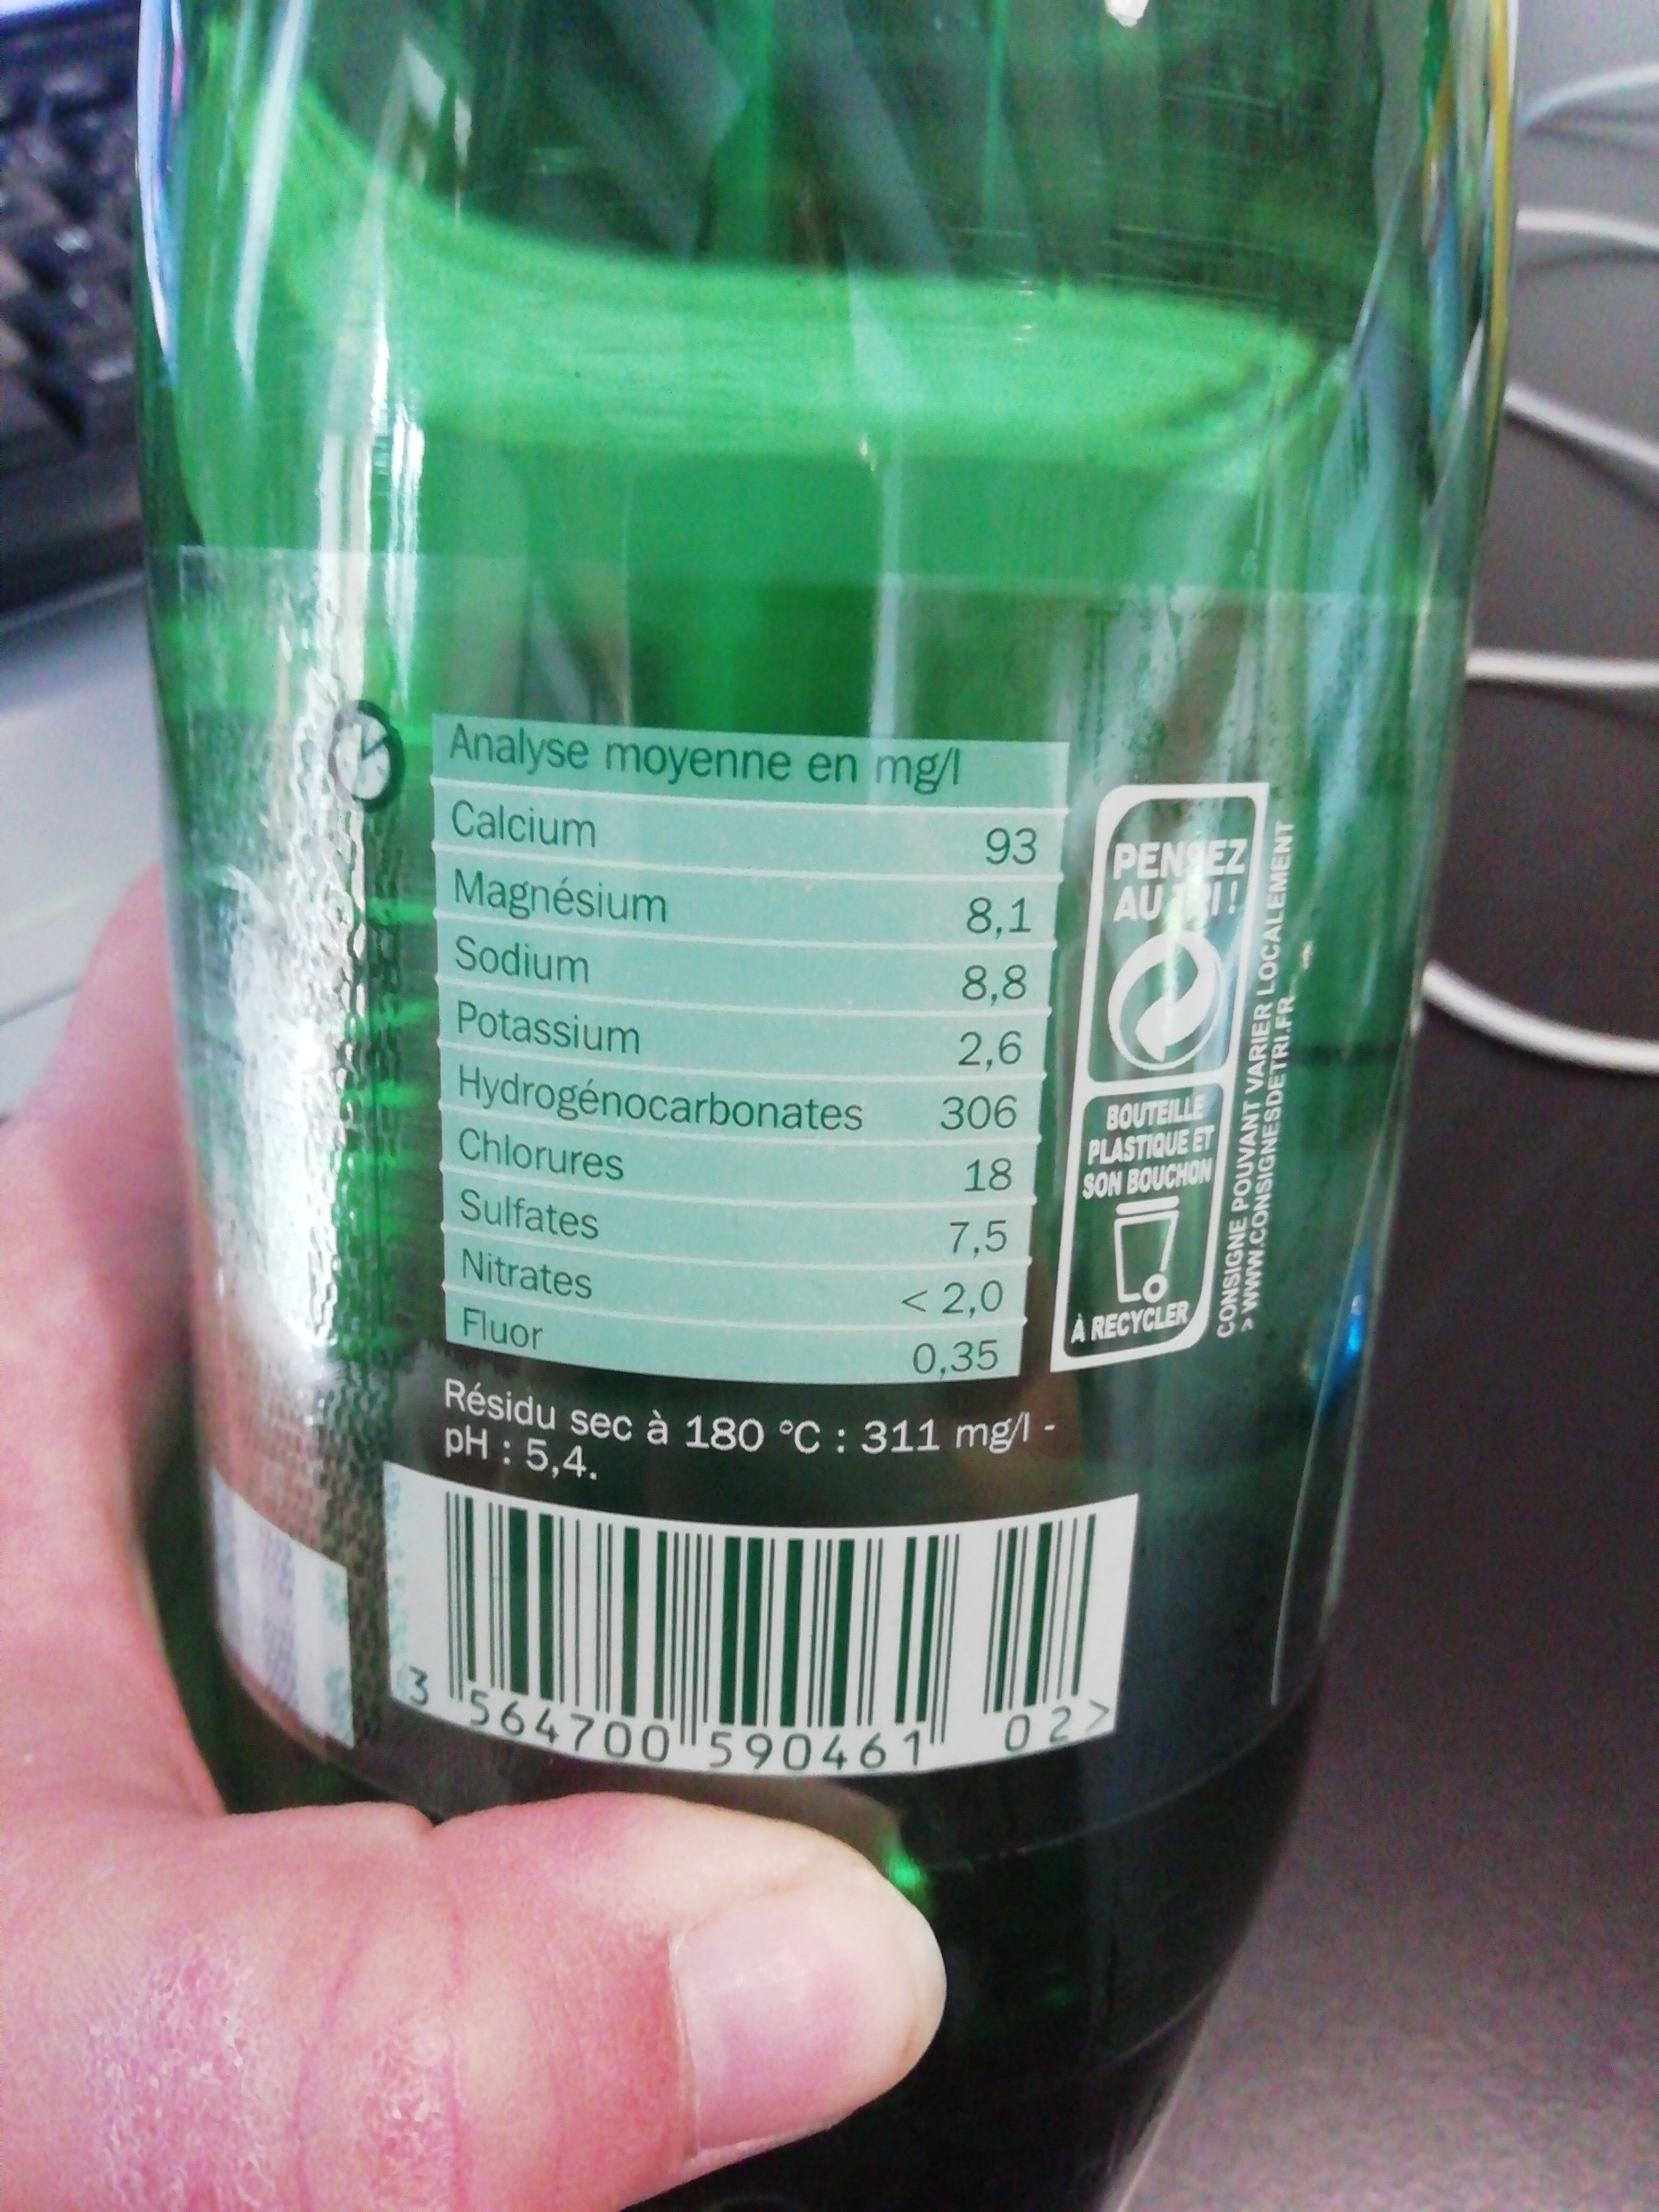 Analyse moyenne en mg/l
Calcium 93
Magnésium 8,1
Sodium 8,8
Potassium 2,6
Hydrogénocarbonates 306
Chlorures 18
Sulfates 7,5
Nitrates < 2,0
Fluor 0,35
Résidu sec à 180 °C : 311 mg/l -
pH : 5,4.
3 564700 590461 02>
PENSEZ
AU TRI !
BOUTEILLE
PLASTIQUE ET
SON BOUCHON
À RECYCLER
CONSIGNE POUVANT VARIER LOCALEMENT
> WWW.CONSIGNESDETRI.FR